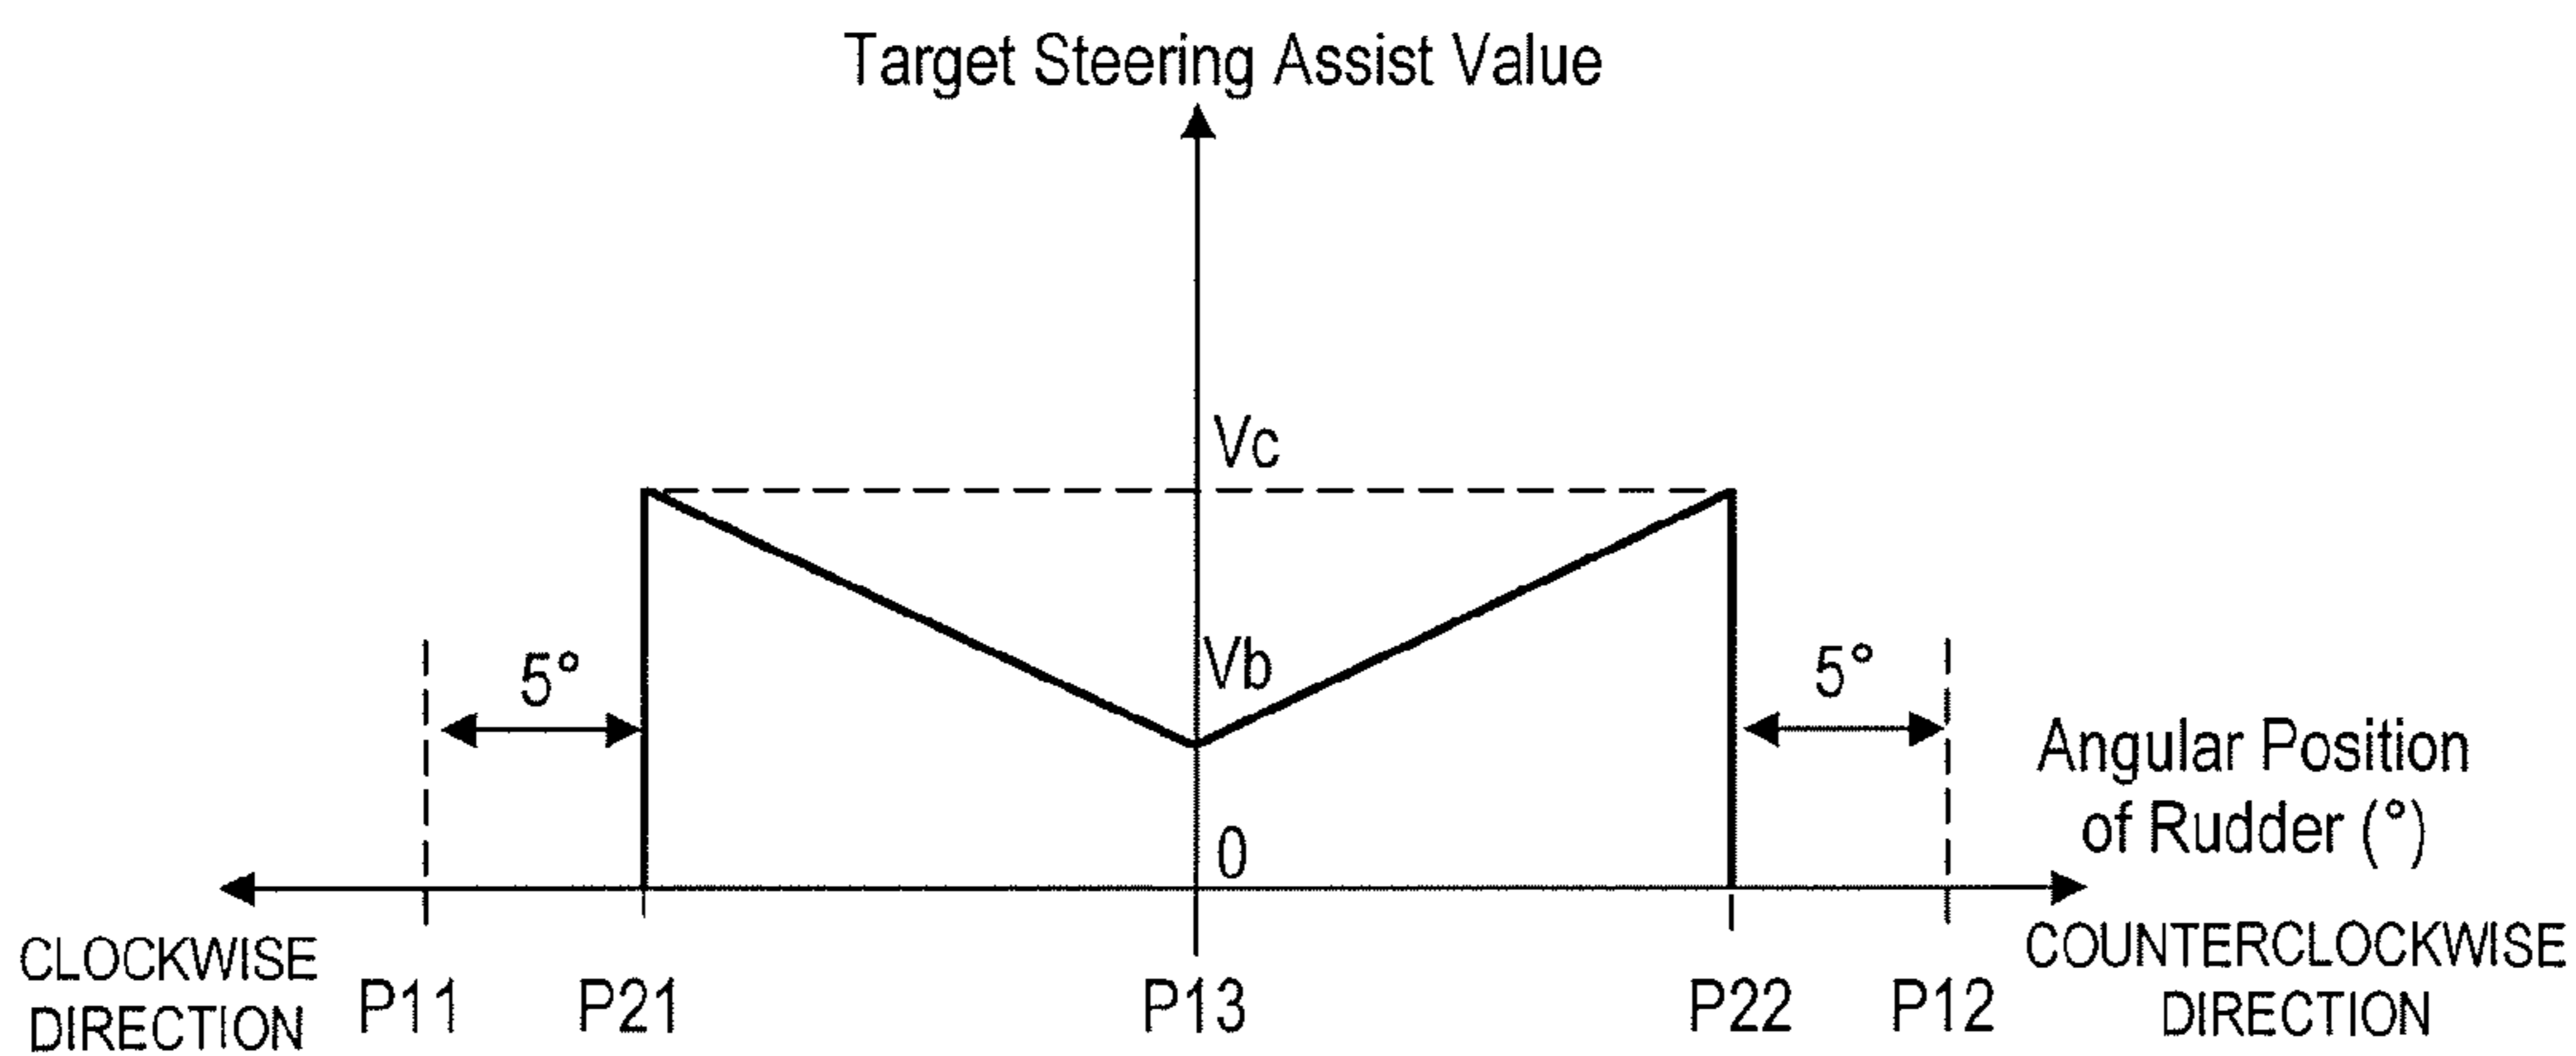 Target Steering Assist Value
Vc
Vb
5°
5°
Angular Position
of Rudder (°)
0
CLOCKWISE
DIRECTION
P11
P21
P13
P22
P12
COUNTERCLOCKWISE
DIRECTION